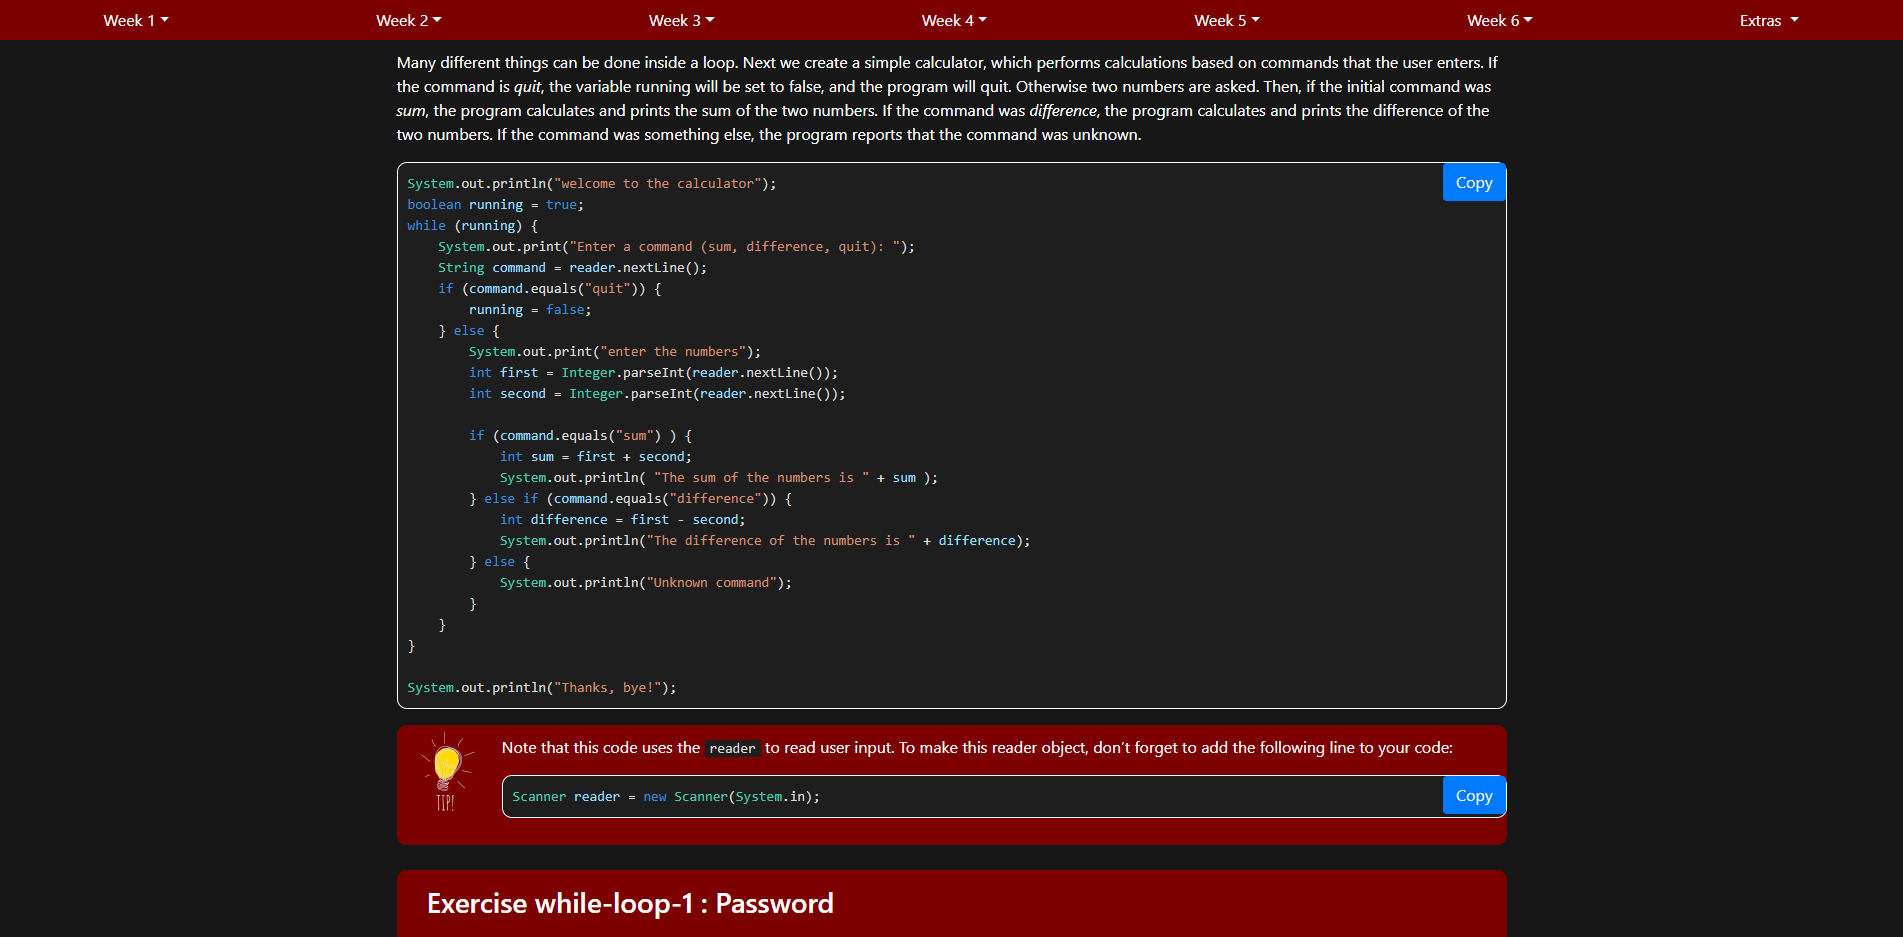 Week 1 Week 2 Week 3 Week 4 Week 5 Week 6 Extras
Many different things can be done inside a loop. Next we create a simple calculator, which performs calculations based on commands that the user enters. If
the command is quit, the variable running will be set to false, and the program will quit. Otherwise two numbers are asked. Then, if the initial command was
sum, the program calculates and prints the sum of the two numbers. If the command was difference, the program calculates and prints the difference of the
two numbers. If the command was something else, the program reports that the command was unknown.
Copy
System.out.println("welcome to the calculator");
boolean running = true;
while (running) {
    System.out.print("Enter a command (sum, difference, quit): ");
    String command = reader.nextLine();
    if (command.equals("quit")) {
        running = false;
    } else {
        System.out.print("enter the numbers");
        int first = Integer.parseInt(reader.nextLine());
        int second = Integer.parseInt(reader.nextLine());

        if (command.equals("sum") ) {
            int sum = first + second;
            System.out.println( "The sum of the numbers is " + sum );
        } else if (command.equals("difference")) {
            int difference = first - second;
            System.out.println("The difference of the numbers is " + difference);
        } else {
            System.out.println("Unknown command");
        }
    }
}

System.out.println("Thanks, bye!");
TIP!
Note that this code uses the reader to read user input. To make this reader object, don't forget to add the following line to your code:
Scanner reader = new Scanner(System.in);
Copy
Exercise while-loop-1 : Password